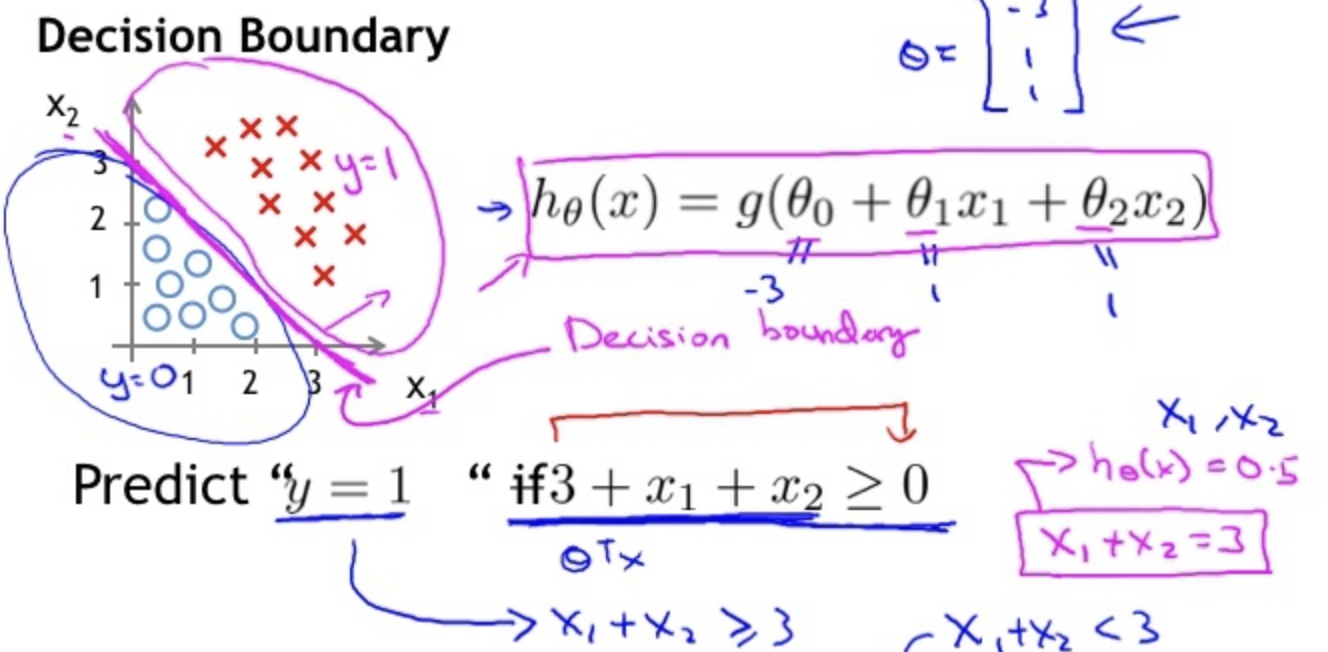 Decision Boundary
θ = [-3 1 1] ←
x₂
3
2
1
y=1
y=0 1 2 3 x₁
→ hθ(x) = g(θ₀ + θ₁x₁ + θ₂x₂)
-3 1 1
Decision boundary
x₁, x₂
Predict “y = 1 “ if3 + x₁ + x₂ ≥ 0
→ hθ(x) = 0.5
x₁ + x₂ = 3
θᵀx
→ x₁ + x₂ ≥ 3
x₁ + x₂ < 3